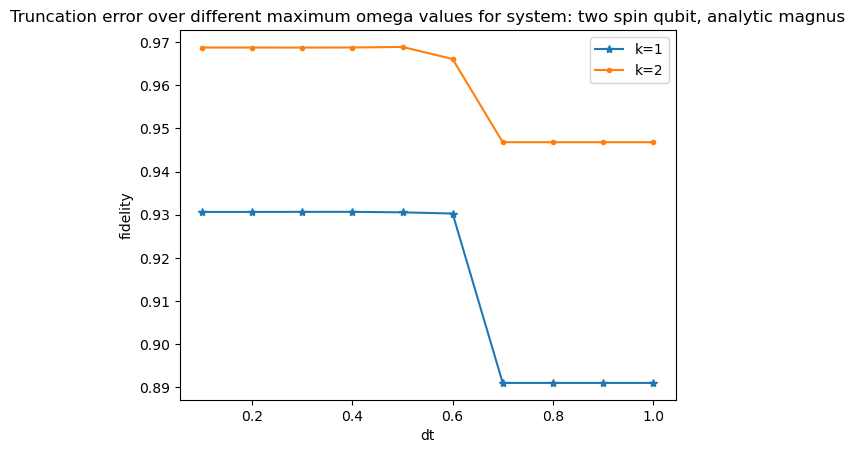 Truncation error over different maximum omega values for system: two spin qubit, analytic magnus
k=1
k=2
fidelity
0.97
0.96
0.95
0.94
0.93
0.92
0.91
0.90
0.89
0.2 0.4 0.6 0.8 1.0
dt